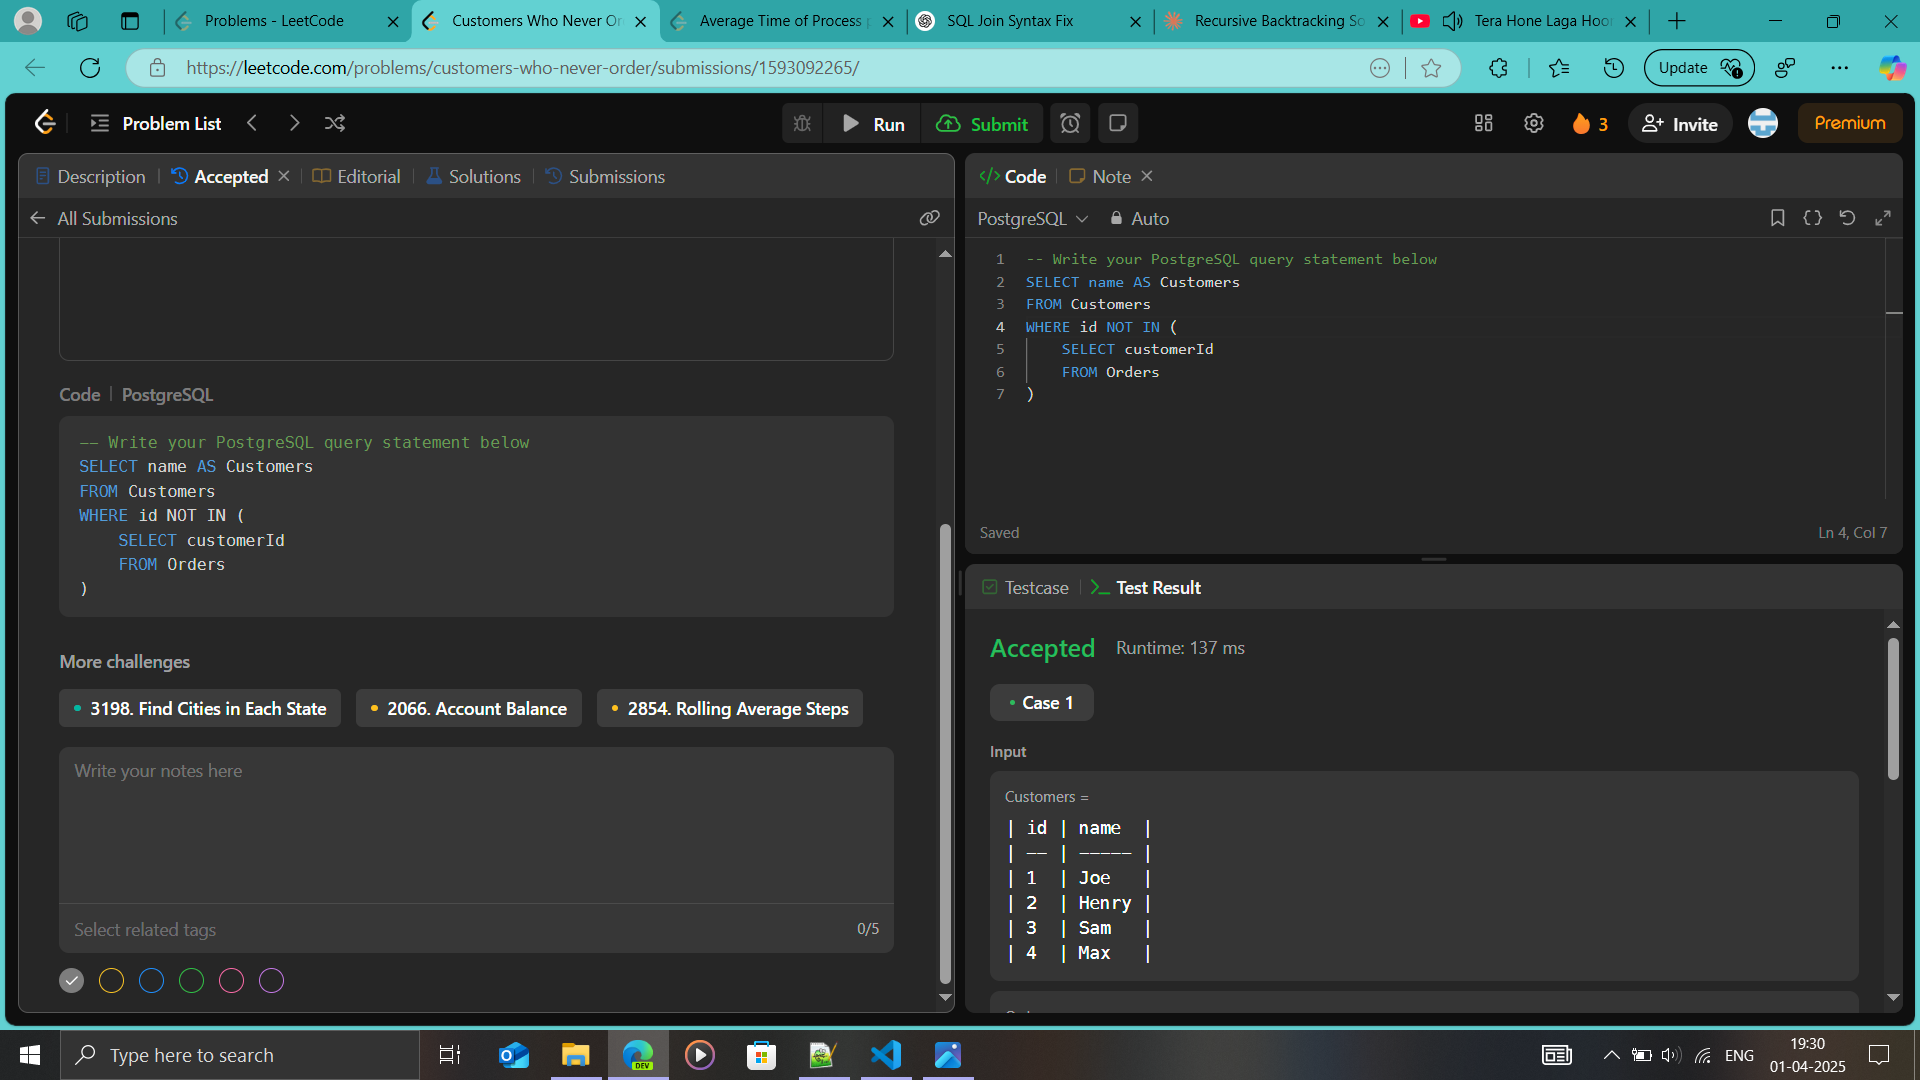 Problems - LeetCode
Customers Who Never Or
Average Time of Process p
SQL Join Syntax Fix
Recursive Backtracking So
Tera Hone Laga Hoon
https://leetcode.com/problems/customers-who-never-order/submissions/1593092265/
Update
Problem List
Run
Submit
3
Invite
Premium
Description
Accepted
Editorial
Solutions
Submissions
All Submissions
Code
PostgreSQL
-- Write your PostgreSQL query statement below
SELECT name AS Customers
FROM Customers
WHERE id NOT IN (
SELECT customerId
FROM Orders
)
More challenges
3198. Find Cities in Each State
2066. Account Balance
2854. Rolling Average Steps
Write your notes here
Select related tags
0/5
Code
Note
PostgreSQL
Auto
1 -- Write your PostgreSQL query statement below
2 SELECT name AS Customers
3 FROM Customers
4 WHERE id NOT IN (
5 SELECT customerId
6 FROM Orders
7 )
Saved
Ln 4, Col 7
Testcase
Test Result
Accepted
Runtime: 137 ms
Case 1
Input
Customers =
| id | name  |
| -- | ----- |
| 1  | Joe   |
| 2  | Henry |
| 3  | Sam   |
| 4  | Max   |
Type here to search
DEV
ENG
19:30
01-04-2025